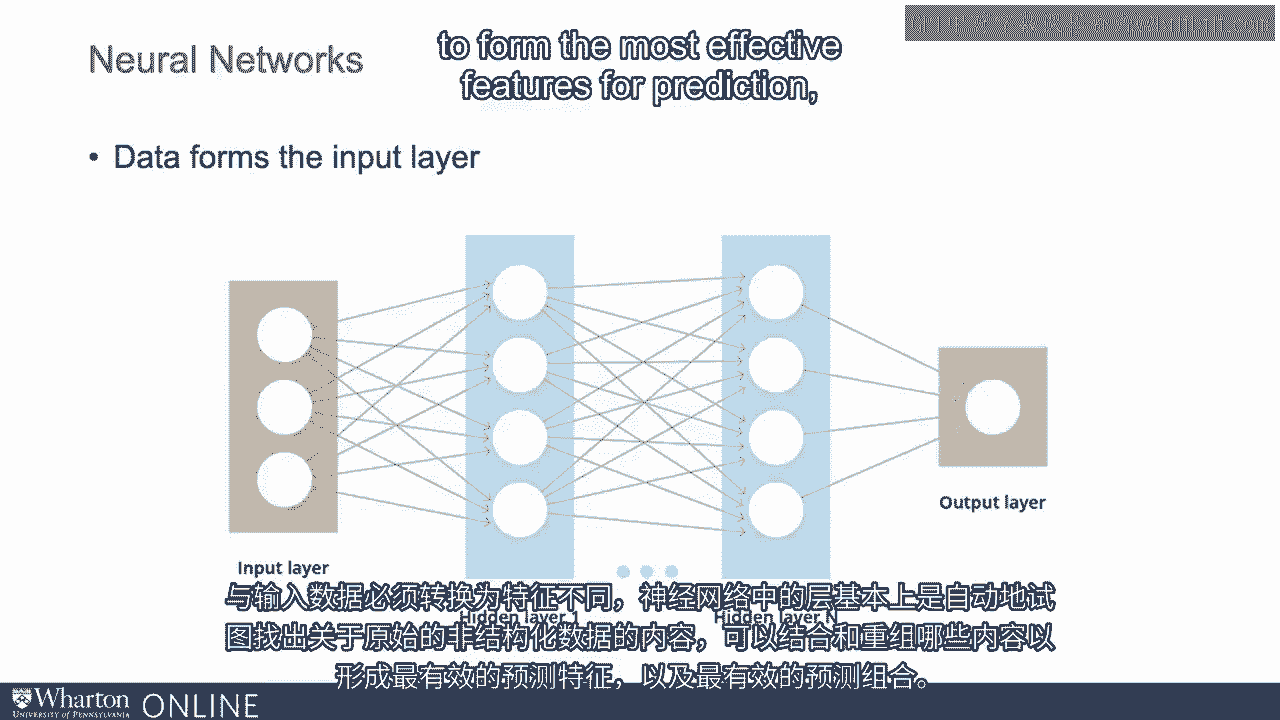 Neural Networks
to form the most effective
features for prediction,
• Data forms the input layer
Output layer
Input layer
Hidden layer 1
Hidden layer N
与输入数据必须转换为特征不同，神经网络中的层基本上是自动地试
图找出关于原始的非结构化数据的内容，可以结合和重组哪些内容以
形成最有效的预测特征，以及最有效的预测组合。
Wharton
UNIVERSITY of PENNSYLVANIA
ONLINE